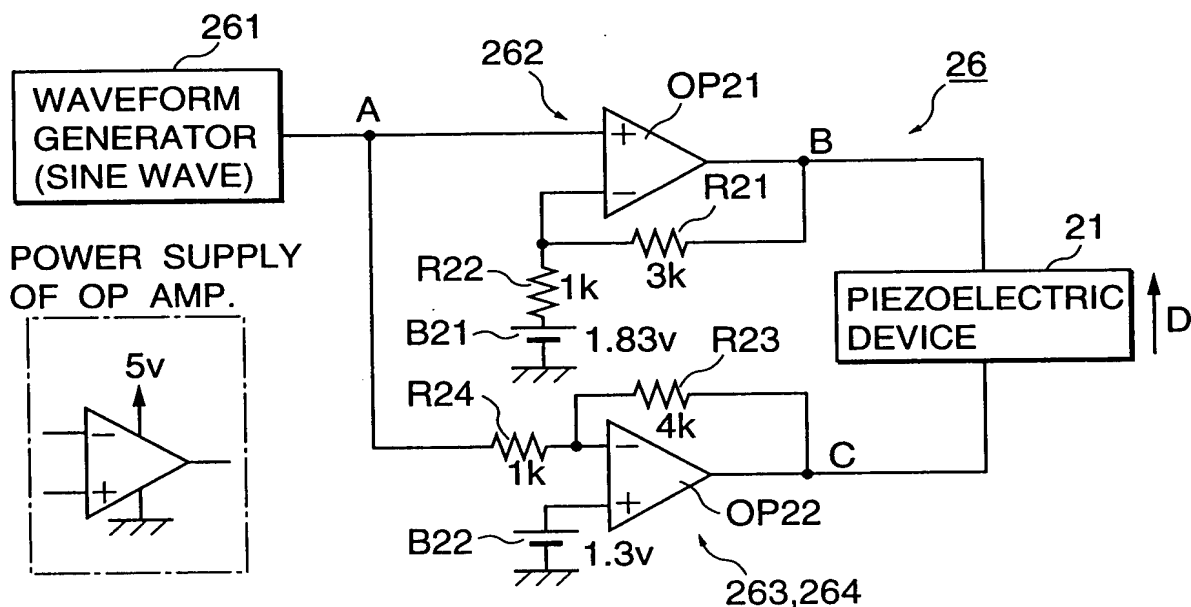 261
WAVEFORM
GENERATOR
(SINE WAVE)
A
262
OP21
26
B
R21
3k
R22
1k
B21
1.83v
21
PIEZOELECTRIC
DEVICE
D
POWER SUPPLY
OF OP AMP.
5v
−
+
+
−
R23
4k
R24
1k
−
+
C
OP22
B22
1.3v
263,264